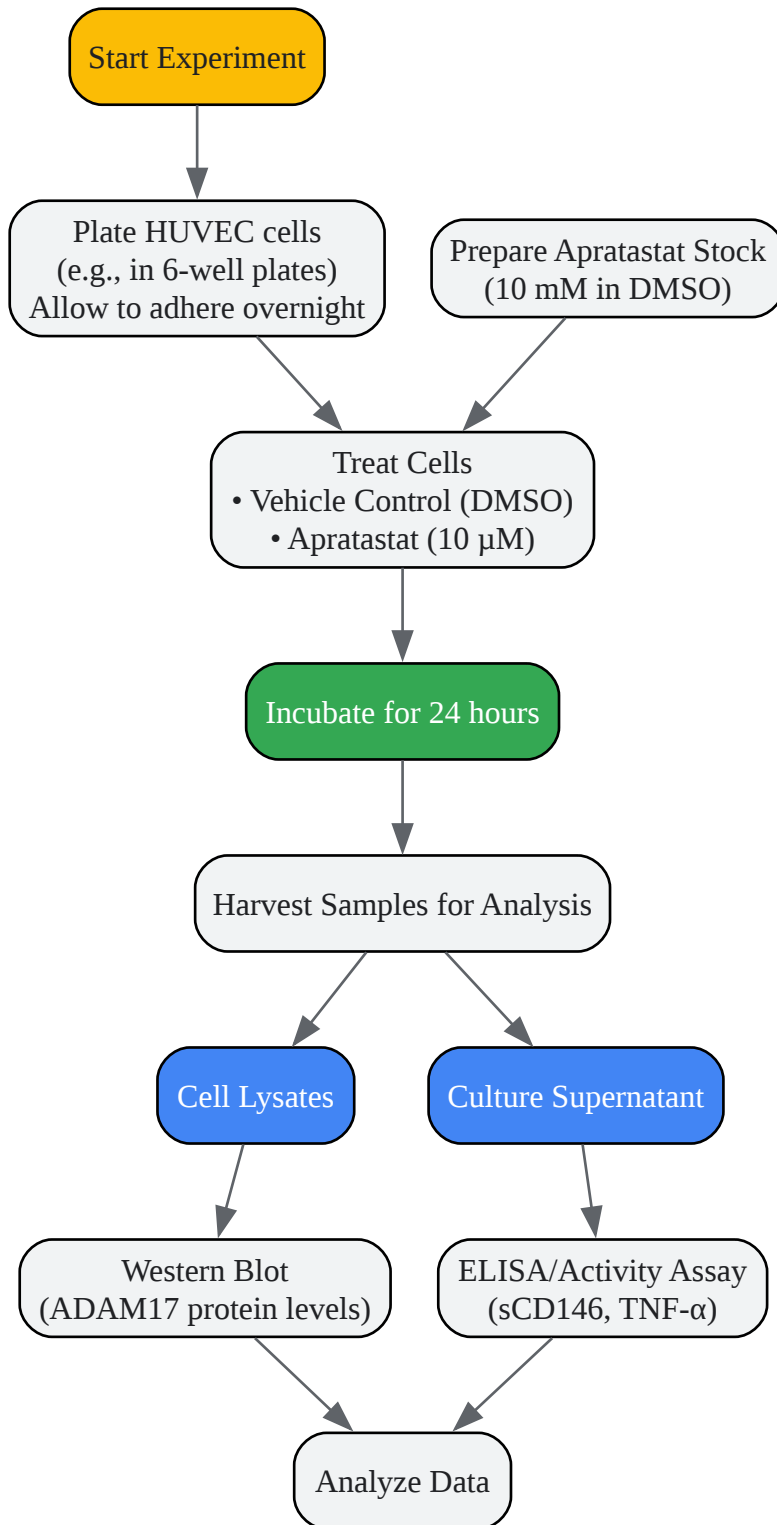 Start Experiment
Plate HUVEC cells
(e.g., in 6-well plates)
Allow to adhere overnight
Prepare Apratastat Stock
(10 mM in DMSO)
Treat Cells
• Vehicle Control (DMSO)
• Apratastat (10 µM)
Incubate for 24 hours
Harvest Samples for Analysis
Cell Lysates
Culture Supernatant
Western Blot
(ADAM17 protein levels)
ELISA/Activity Assay
(sCD146, TNF-α)
Analyze Data